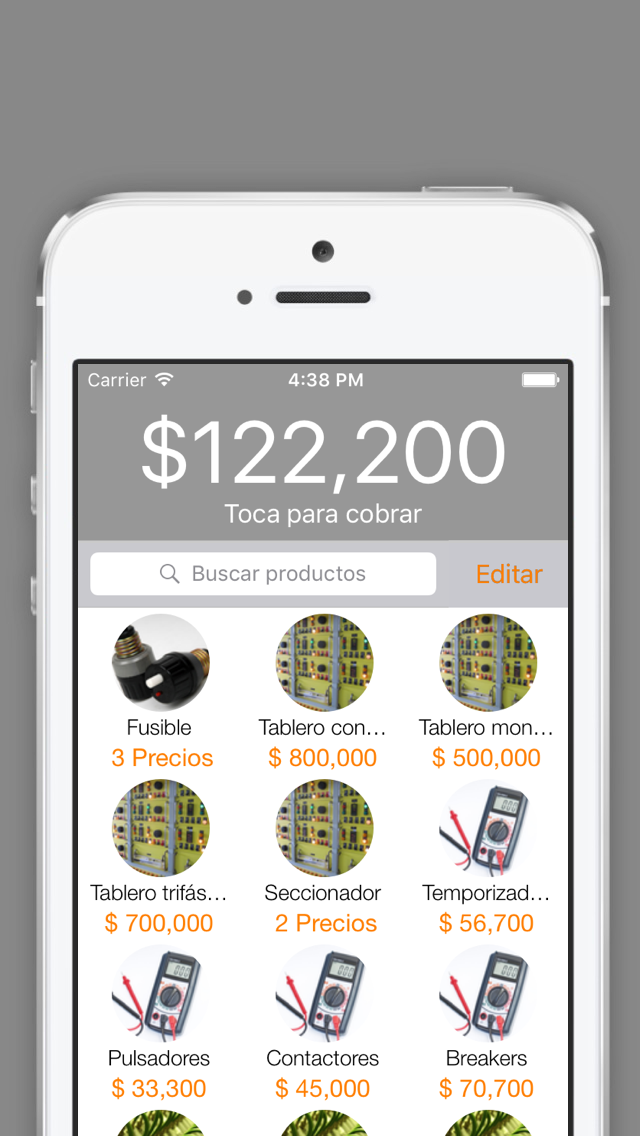 Carrier 4:38 PM
$122,200
Toca para cobrar
Buscar productos Editar
Fusible Tablero con… Tablero mon…
3 Precios $ 800,000 $ 500,000
Tablero trifás… Seccionador Temporizad…
$ 700,000 2 Precios $ 56,700
Pulsadores Contactores Breakers
$ 33,300 $ 45,000 $ 70,700